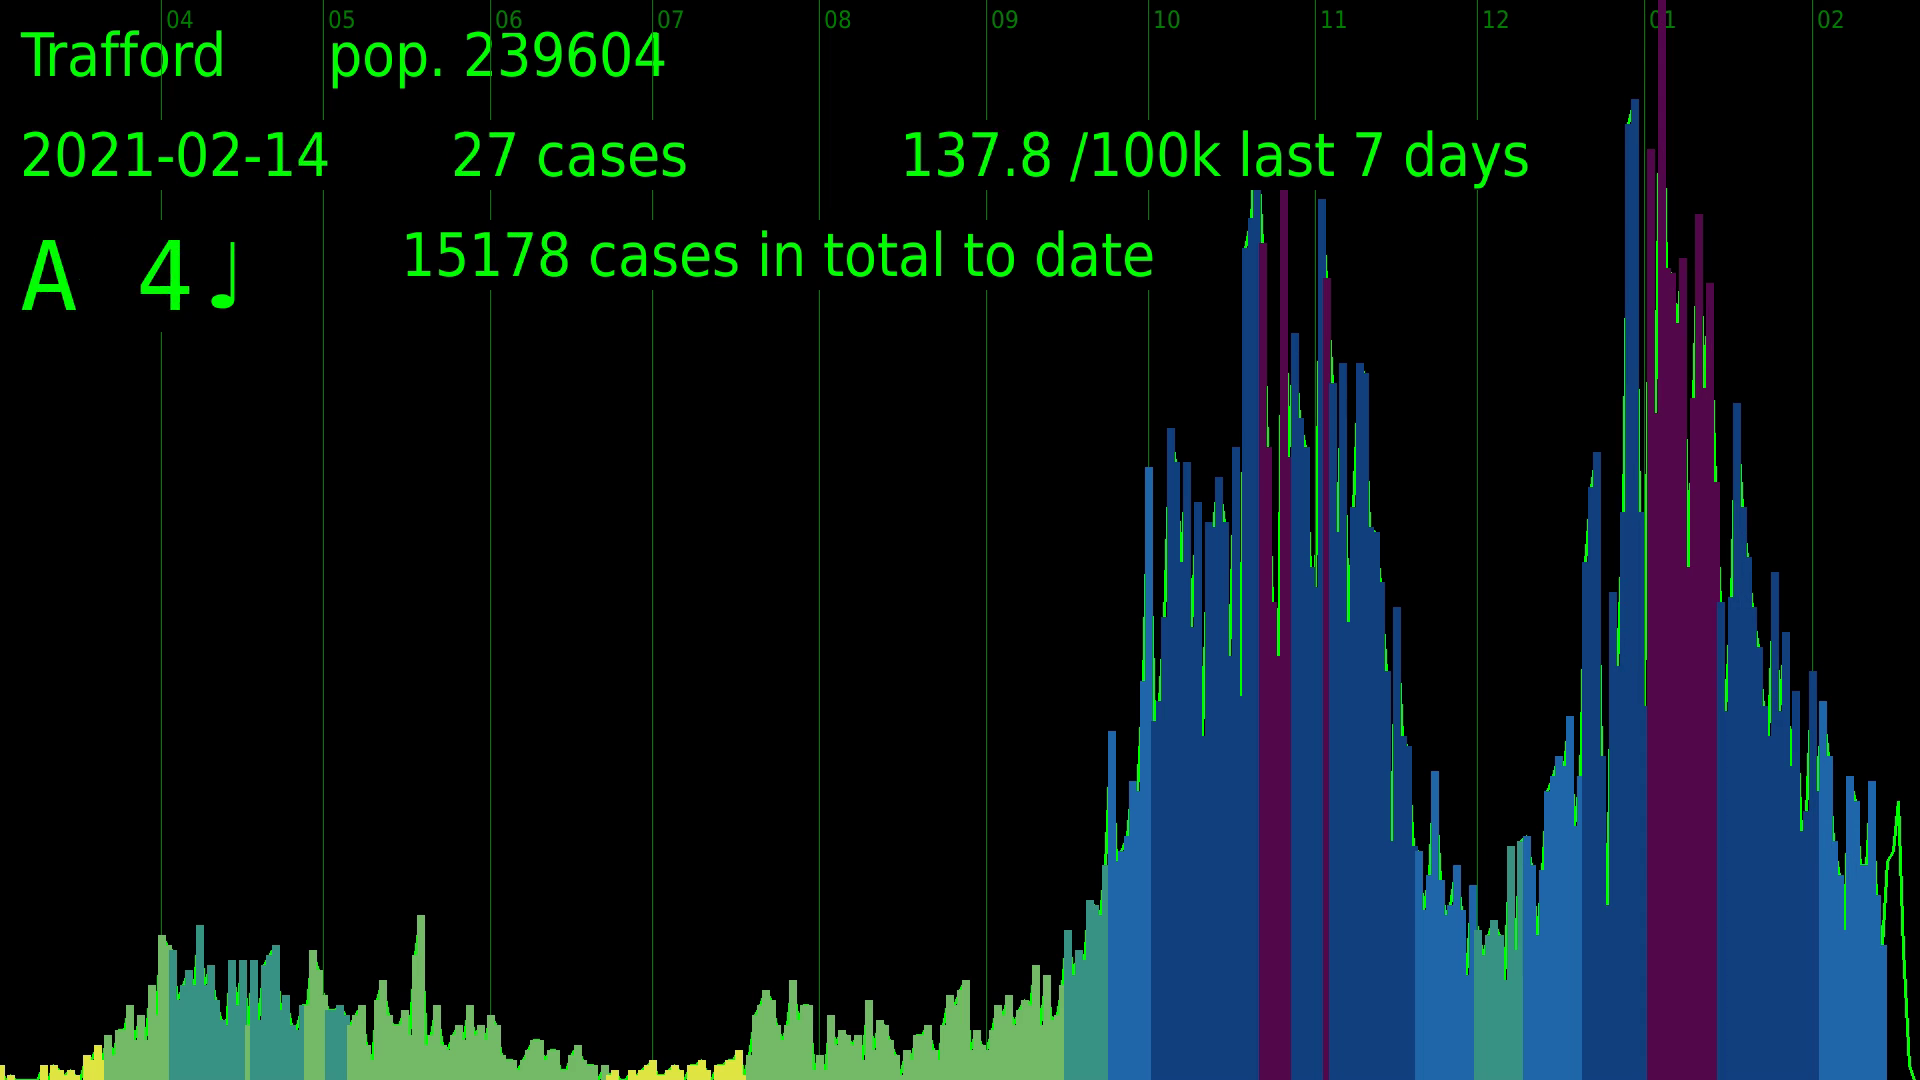 04 05 06 07 08 09 10 11 12 01 02
Trafford pop. 239604
2021-02-14 27 cases 137.8 /100k last 7 days
A 4♩ 15178 cases in total to date